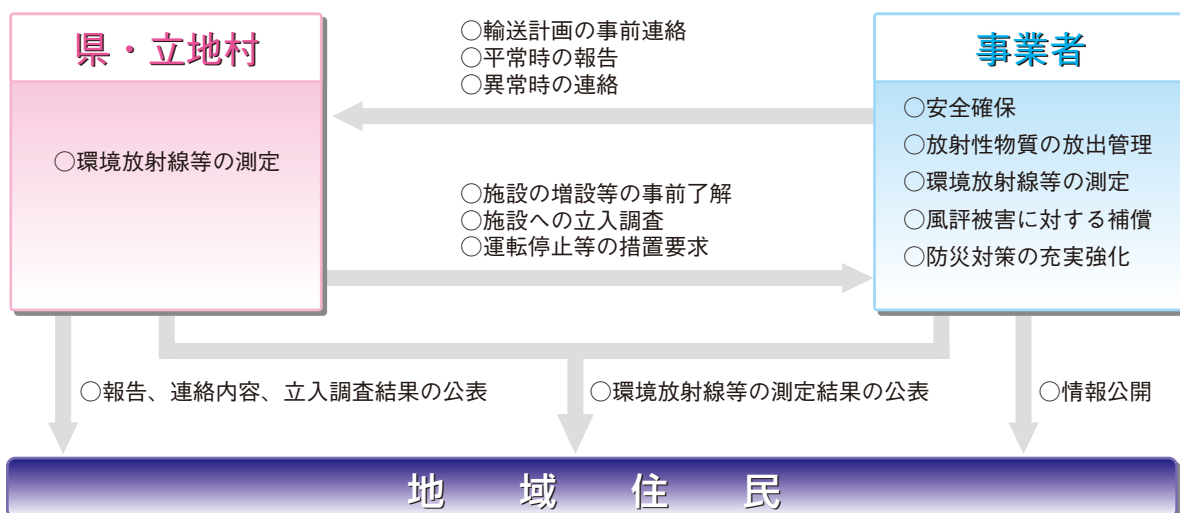 県・立地村
○環境放射線等の測定
○輸送計画の事前連絡
○平常時の報告
○異常時の連絡
○施設の増設等の事前了解
○施設への立入調査
○運転停止等の措置要求
事業者
○安全確保
○放射性物質の放出管理
○環境放射線等の測定
○風評被害に対する補償
○防災対策の充実強化
○報告、連絡内容、立入調査結果の公表
○環境放射線等の測定結果の公表
○情報公開
地域住民